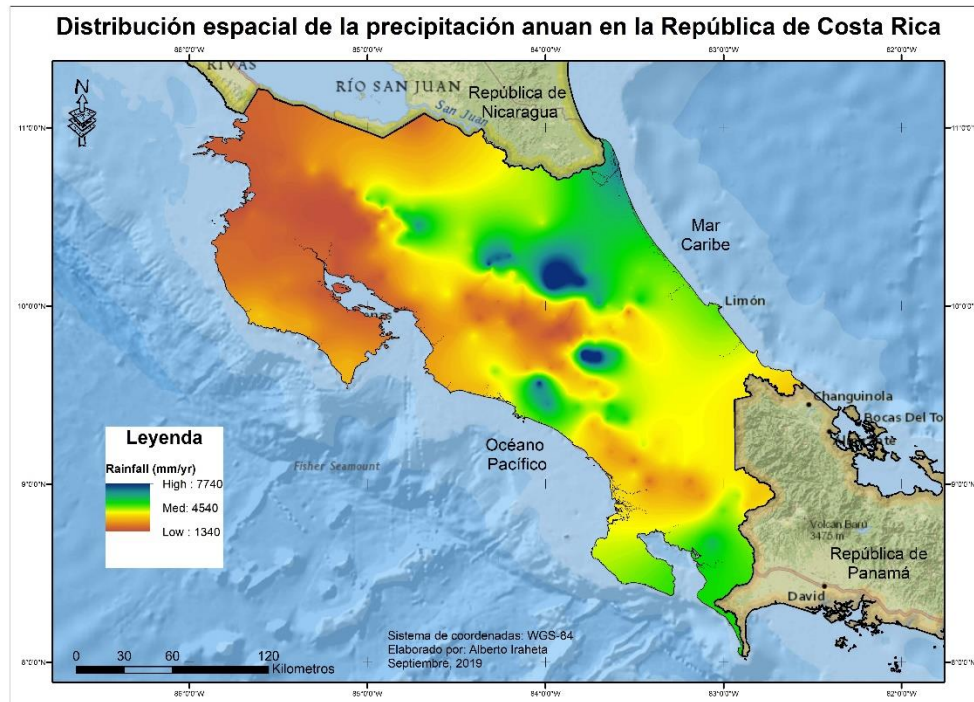 Distribución espacial de la precipitación anuan en la República de Costa Rica
86°0'0"W
85°0'0"W
84°0'0"W
83°0'0"W
82°0'0"W
RIVAS
RÍO SAN JUAN
San Juan
República de
Nicaragua
N
11°0'0"N
11°0'0"N
Mar
Caribe
10°0'0"N
Limón
10°0'0"N
Changuinola
Bocas Del To
Leyenda
Rainfall (mm/yr)
High : 7740
Med: 4540
Low : 1340
Océano
Pacífico
Fisher Seamount
9°0'0"N
9°0'0"N
Volcan Barú
3475 m
República de
Panamá
David
Sistema de coordenadas: WGS-84
Elaborado por: Alberto Iraheta
Septiembre, 2019
0 30 60 120
Kilometros
8°0'0"N
8°0'0"N
86°0'0"W
85°0'0"W
84°0'0"W
83°0'0"W
82°0'0"W